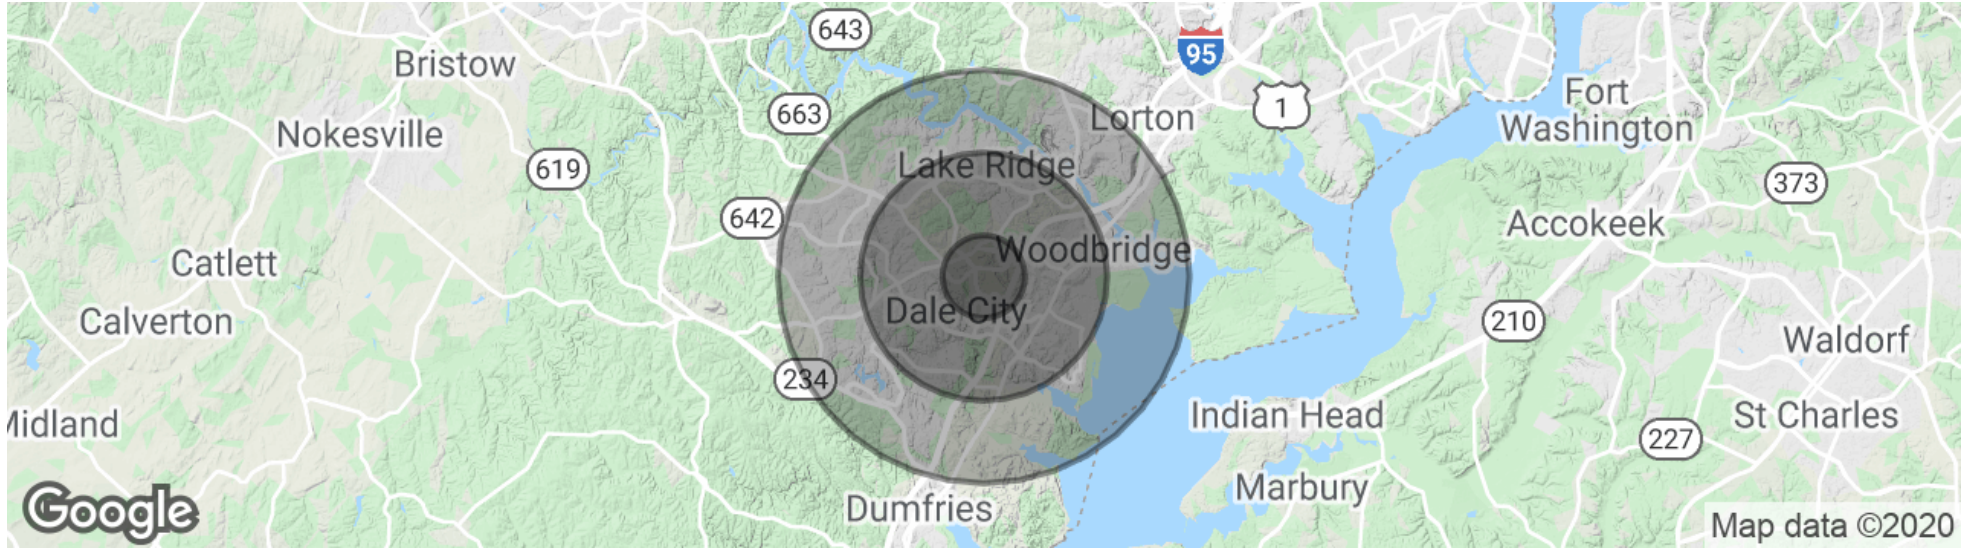 643
Bristow
95
Fort
Washington
1
663
Lorton
Nokesville
Lake Ridge
619
373
642
Accokeek
Woodbridge
Catlett
Dale City
Calverton
210
Waldorf
234
Indian Head
St Charles
Midland
227
Marbury
Dumfries
Google
Map data ©2020